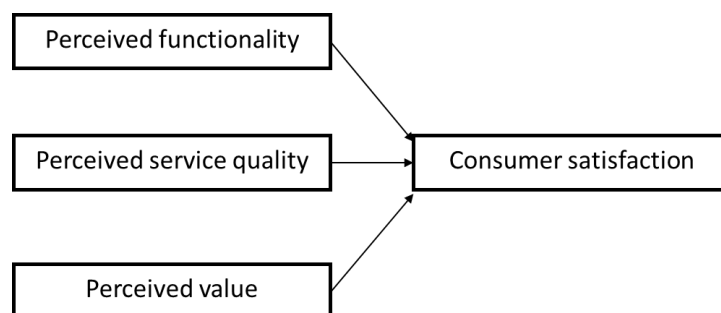 Perceived functionality
Perceived service quality
Consumer satisfaction
Perceived value